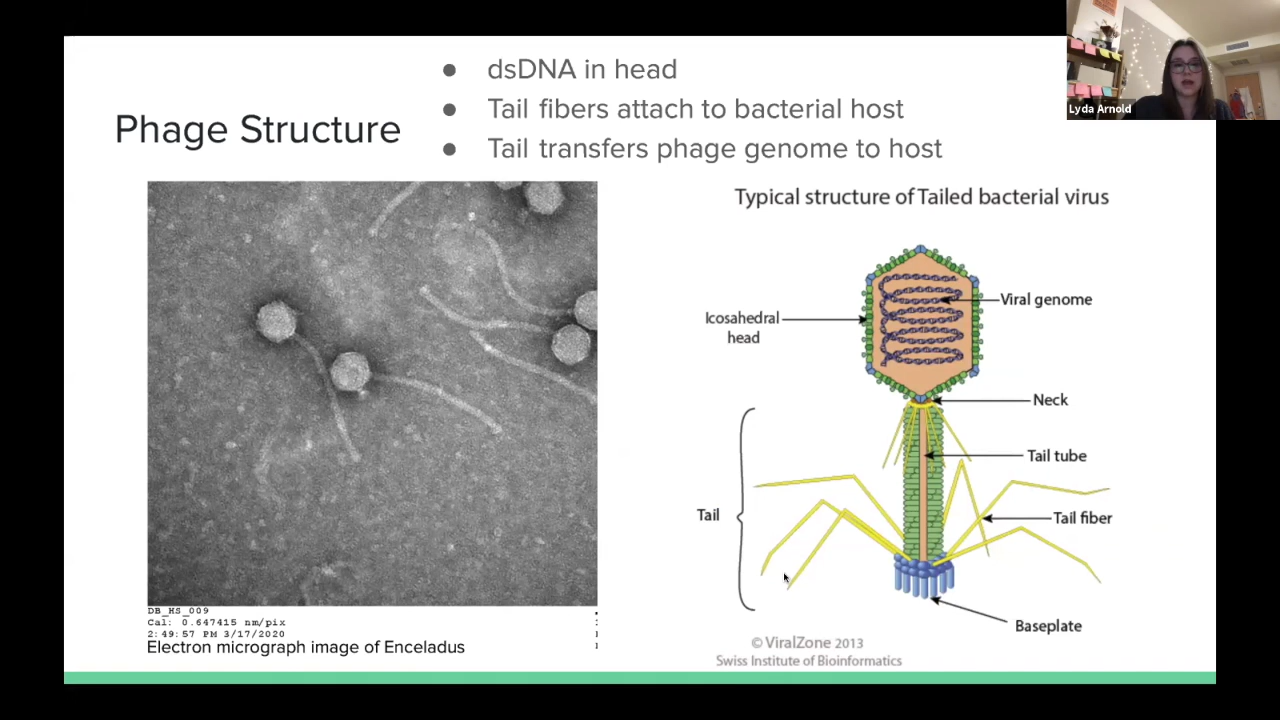 Phage Structure
● dsDNA in head
● Tail fibers attach to bacterial host
● Tail transfers phage genome to host
Lyda Arnold
DB_HS_009
Cal: 0.647415 nm/pix
2:49:57 PM 3/17/2020
Electron micrograph image of Enceladus
Typical structure of Tailed bacterial virus
Icosahedral
head
Viral genome
Neck
Tail tube
Tail
Tail fiber
Baseplate
© ViralZone 2013
Swiss Institute of Bioinformatics